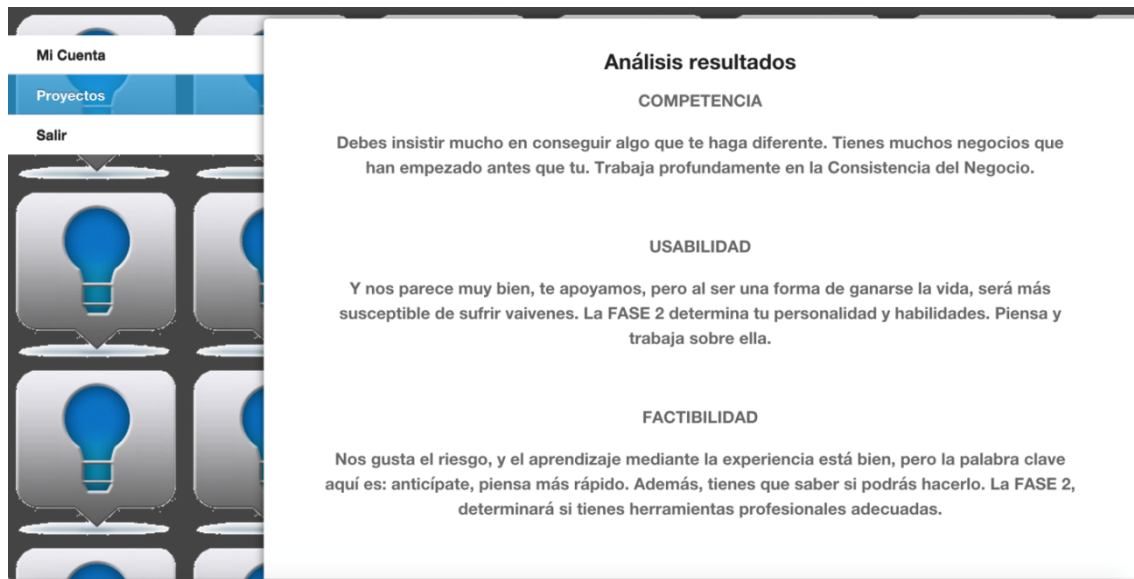 Mi Cuenta
Proyectos
Salir
Análisis resultados
COMPETENCIA
Debes insistir mucho en conseguir algo que te haga diferente. Tienes muchos negocios que
han empezado antes que tu. Trabaja profundamente en la Consistencia del Negocio.
USABILIDAD
Y nos parece muy bien, te apoyamos, pero al ser una forma de ganarse la vida, será más
susceptible de sufrir vaivenes. La FASE 2 determina tu personalidad y habilidades. Piensa y
trabaja sobre ella.
FACTIBILIDAD
Nos gusta el riesgo, y el aprendizaje mediante la experiencia está bien, pero la palabra clave
aquí es: anticípate, piensa más rápido. Además, tienes que saber si podrás hacerlo. La FASE 2,
determinará si tienes herramientas profesionales adecuadas.